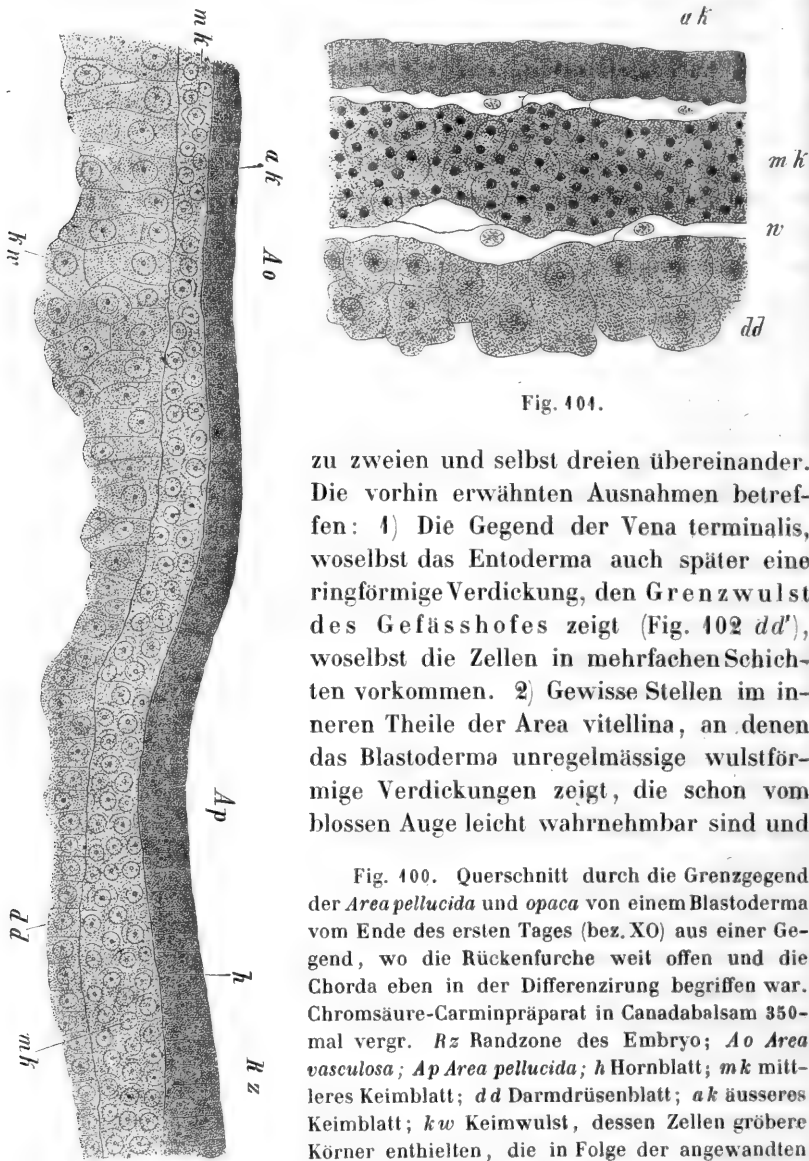 m k
a k
A o
k w
A p
d d
h
m k
R z
a k
m k
w
dd
Fig. 101.
zu zweien und selbst dreien übereinander.
Die vorhin erwähnten Ausnahmen betref-
fen: 1) Die Gegend der Vena terminalis,
woselbst das Entoderma auch später eine
ringförmige Verdickung, den Grenzwulst
des Gefässhofes zeigt (Fig. 102 dd'),
woselbst die Zellen in mehrfachen Schich-
ten vorkommen. 2) Gewisse Stellen im in-
neren Theile der Area vitellina, an denen
das Blastoderma unregelmässige wulstför-
mige Verdickungen zeigt, die schon vom
blossen Auge leicht wahrnehmbar sind und
Fig. 100. Querschnitt durch die Grenzgegend
der Area pellucida und opaca von einem Blastoderma
vom Ende des ersten Tages (bez. XO) aus einer Ge-
gend, wo die Rückenfurche weit offen und die
Chorda eben in der Differenzirung begriffen war.
Chromsäure-Carminpräparat in Canadabalsam 350-
mal vergr. Rz Randzone des Embryo; Ao Area
vasculosa; Ap Area pellucida; h Hornblatt; mk mitt-
leres Keimblatt; dd Darmdrüsenblatt; ak äusseres
Keimblatt; kw Keimwulst, dessen Zellen gröbere
Körner enthielten, die in Folge der angewandten